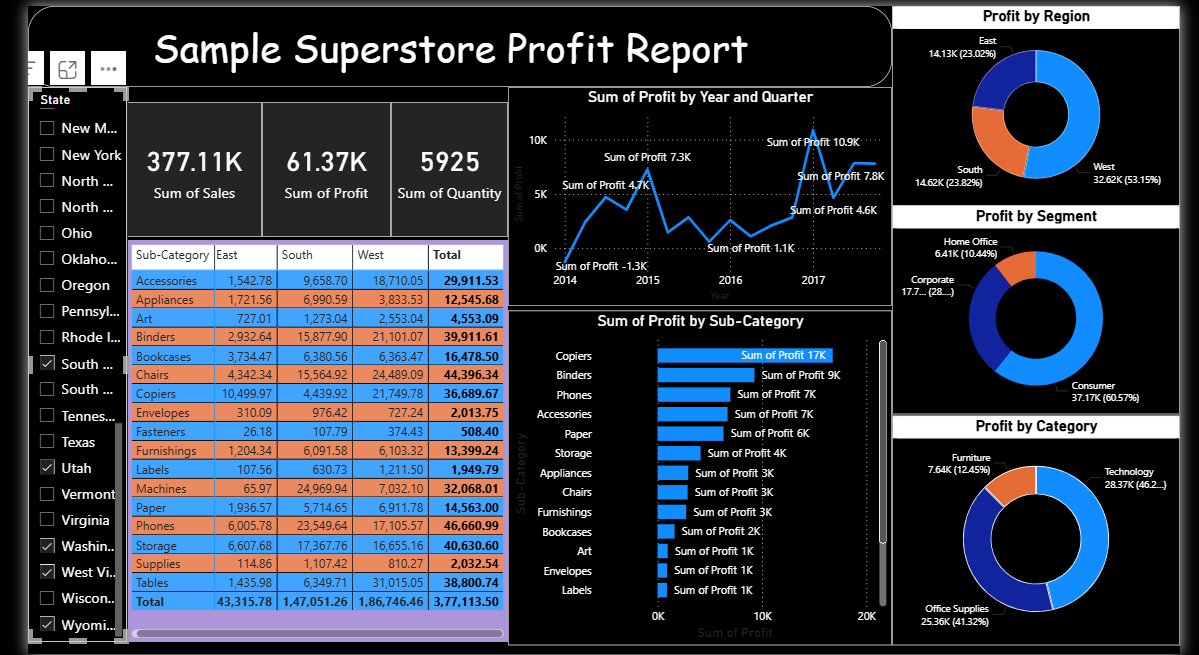 Sample Superstore Profit Report
State
New M...
New York
North ...
North ...
Ohio
Oklaho...
Oregon
Pennsyl...
Rhode I...
South ...
South ...
Tennes...
Texas
Utah
Vermont
Virginia
Washin...
West Vi...
Wiscon...
Wyomi...
377.11K
Sum of Sales
61.37K
Sum of Profit
5925
Sum of Quantity
Sub-Category East South West Total
Accessories 1,542.78 9,658.70 18,710.05 29,911.53
Appliances 1,721.56 6,990.59 3,833.53 12,545.68
Art 727.01 1,273.04 2,553.04 4,553.09
Binders 2,932.64 15,877.90 21,101.07 39,911.61
Bookcases 3,734.47 6,380.56 6,363.47 16,478.50
Chairs 4,342.34 15,564.92 24,489.09 44,396.34
Copiers 10,499.97 4,439.92 21,749.78 36,689.67
Envelopes 310.09 976.42 727.24 2,013.75
Fasteners 26.18 107.79 374.43 508.40
Furnishings 1,204.34 6,091.58 6,103.32 13,399.24
Labels 107.56 630.73 1,211.50 1,949.79
Machines 65.97 24,969.94 7,032.10 32,068.01
Paper 1,936.57 5,714.65 6,911.78 14,563.00
Phones 6,005.78 23,549.64 17,105.57 46,660.99
Storage 6,607.68 17,367.76 16,655.16 40,630.60
Supplies 114.86 1,107.42 810.27 2,032.54
Tables 1,435.98 6,349.71 31,015.05 38,800.74
Total 43,315.78 1,47,051.26 1,86,746.46 3,77,113.50
Sum of Profit by Year and Quarter
Sum of Profit
10K
5K
0K
Sum of Profit -1.3K
Sum of Profit 4.7K
Sum of Profit 7.3K
Sum of Profit 1.1K
Sum of Profit 10.9K
Sum of Profit 4.6K
Sum of Profit 7.8K
2014 2015 2016 2017
Year
Sum of Profit by Sub-Category
Sub-Category
Copiers Sum of Profit 17K
Binders Sum of Profit 9K
Phones Sum of Profit 7K
Accessories Sum of Profit 7K
Paper Sum of Profit 6K
Storage Sum of Profit 4K
Appliances Sum of Profit 3K
Chairs Sum of Profit 3K
Furnishings Sum of Profit 3K
Bookcases Sum of Profit 2K
Art Sum of Profit 1K
Envelopes Sum of Profit 1K
Labels Sum of Profit 1K
0K 10K 20K
Sum of Profit
Profit by Region
East
14.13K (23.02%)
South
14.62K (23.82%)
West
32.62K (53.15%)
Profit by Segment
Home Office
6.41K (10.44%)
Corporate
17.7... (28....)
Consumer
37.17K (60.57%)
Profit by Category
Furniture
7.64K (12.45%)
Technology
28.37K (46.2...)
Office Supplies
25.36K (41.32%)